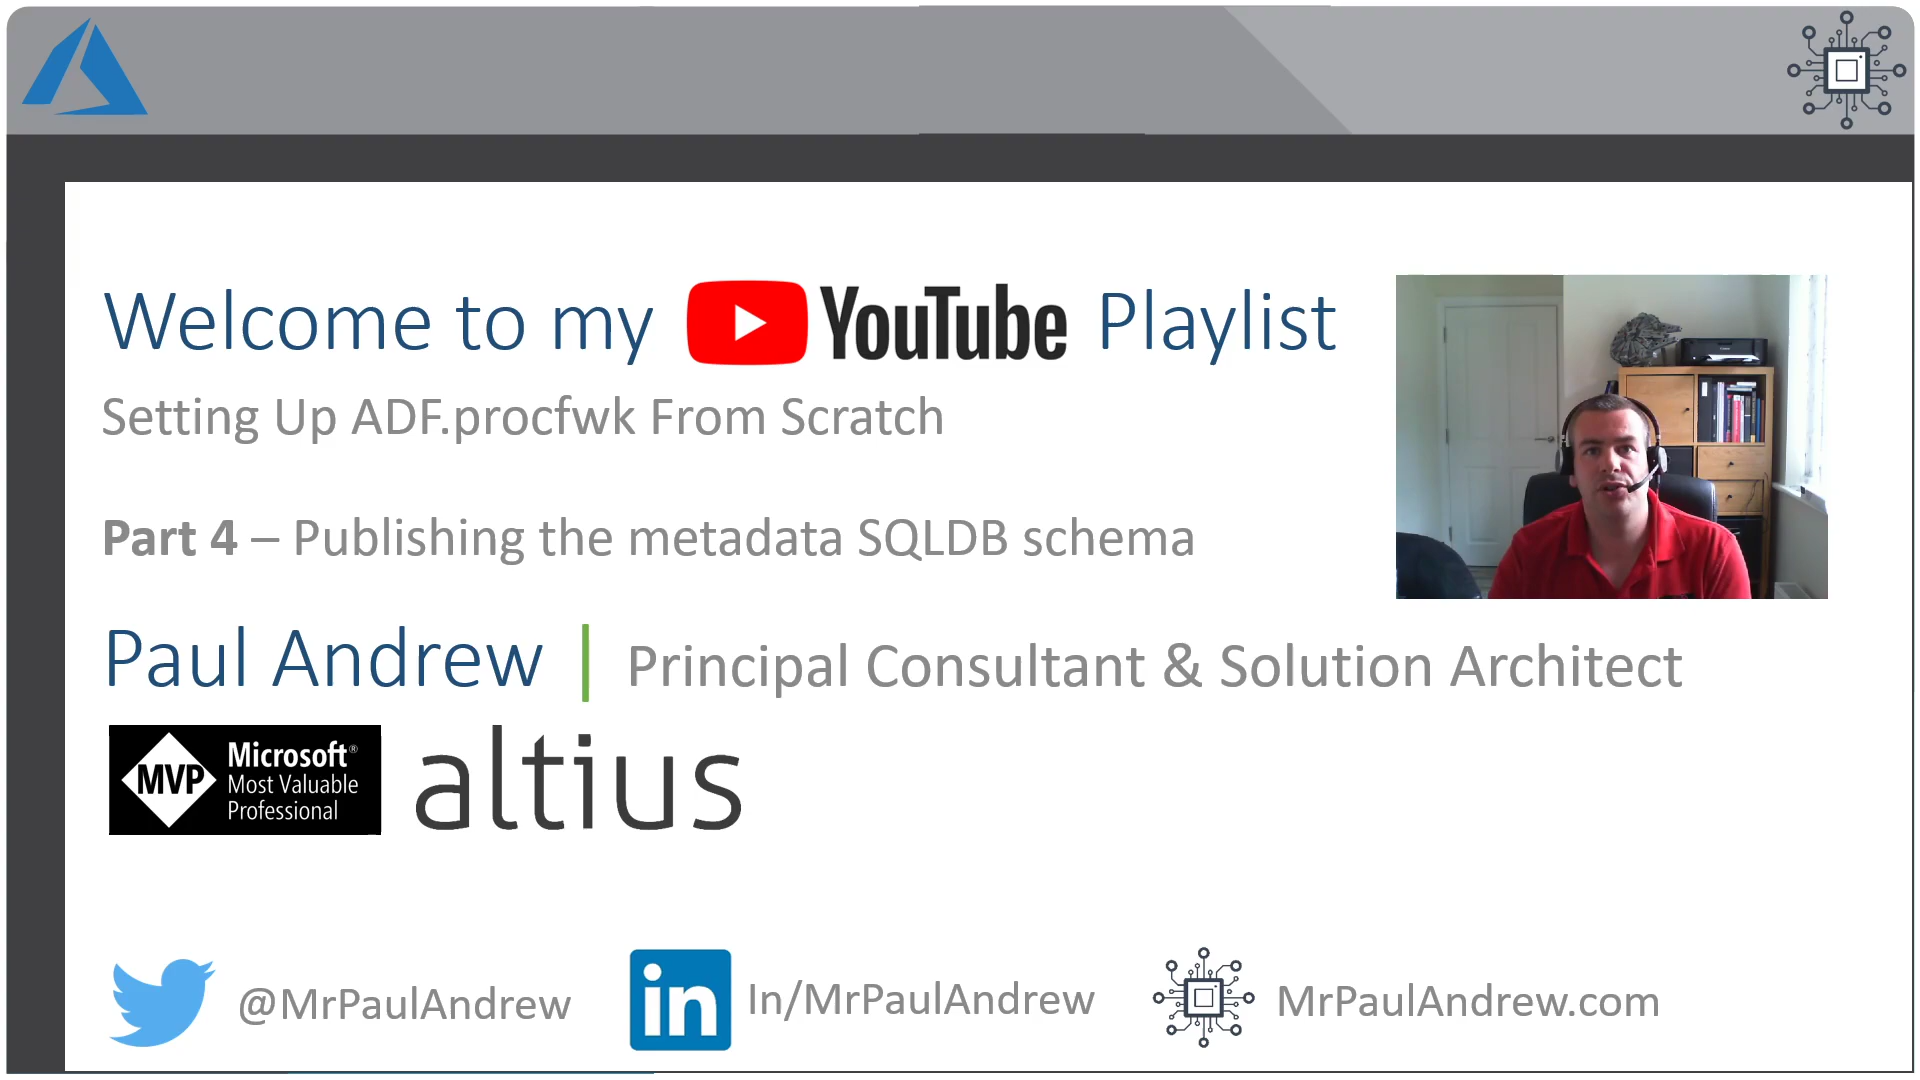 Welcome to my YouTube Playlist
Setting Up ADF.procfwk From Scratch
Part 4 – Publishing the metadata SQLDB schema
Paul Andrew | Principal Consultant & Solution Architect
MVP
Microsoft®
Most Valuable
Professional
altius
@MrPaulAndrew
in
In/MrPaulAndrew
MrPaulAndrew.com